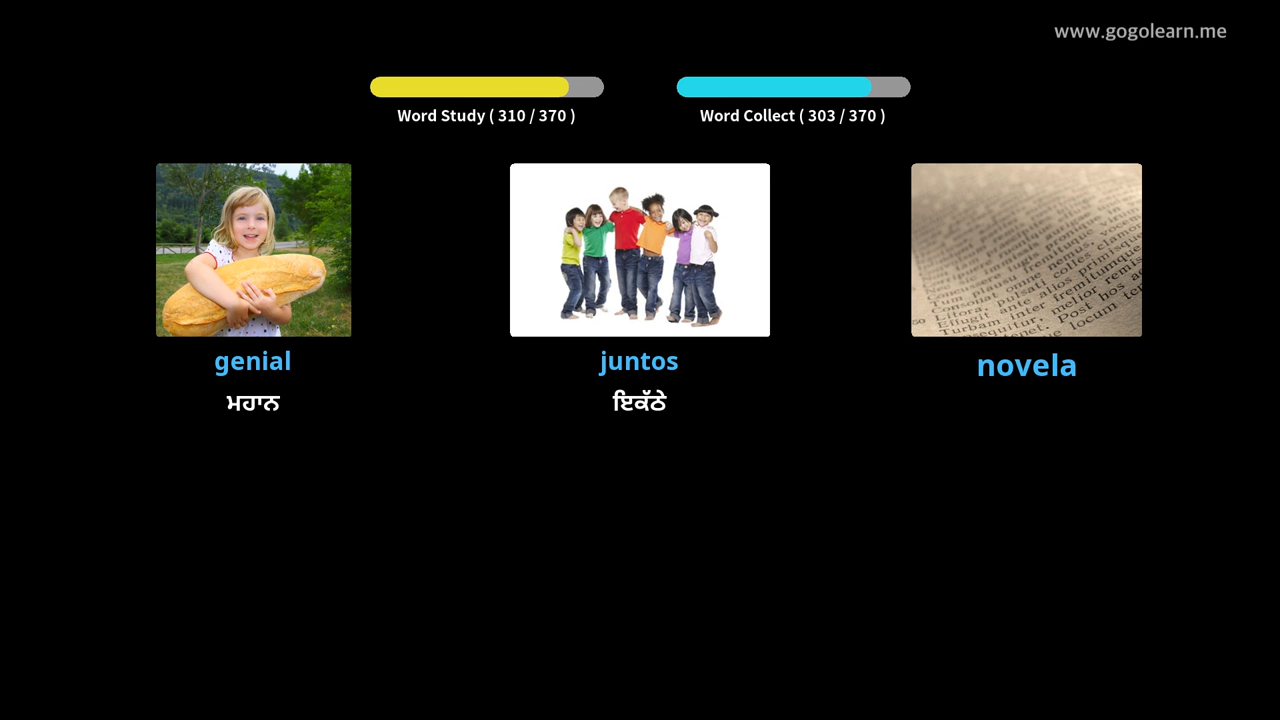 www.gogolearn.me
Word Study ( 310 / 370 )
Word Collect ( 303 / 370 )
genial
ਮਹਾਨ
juntos
ਇਕੱਠੇ
novela